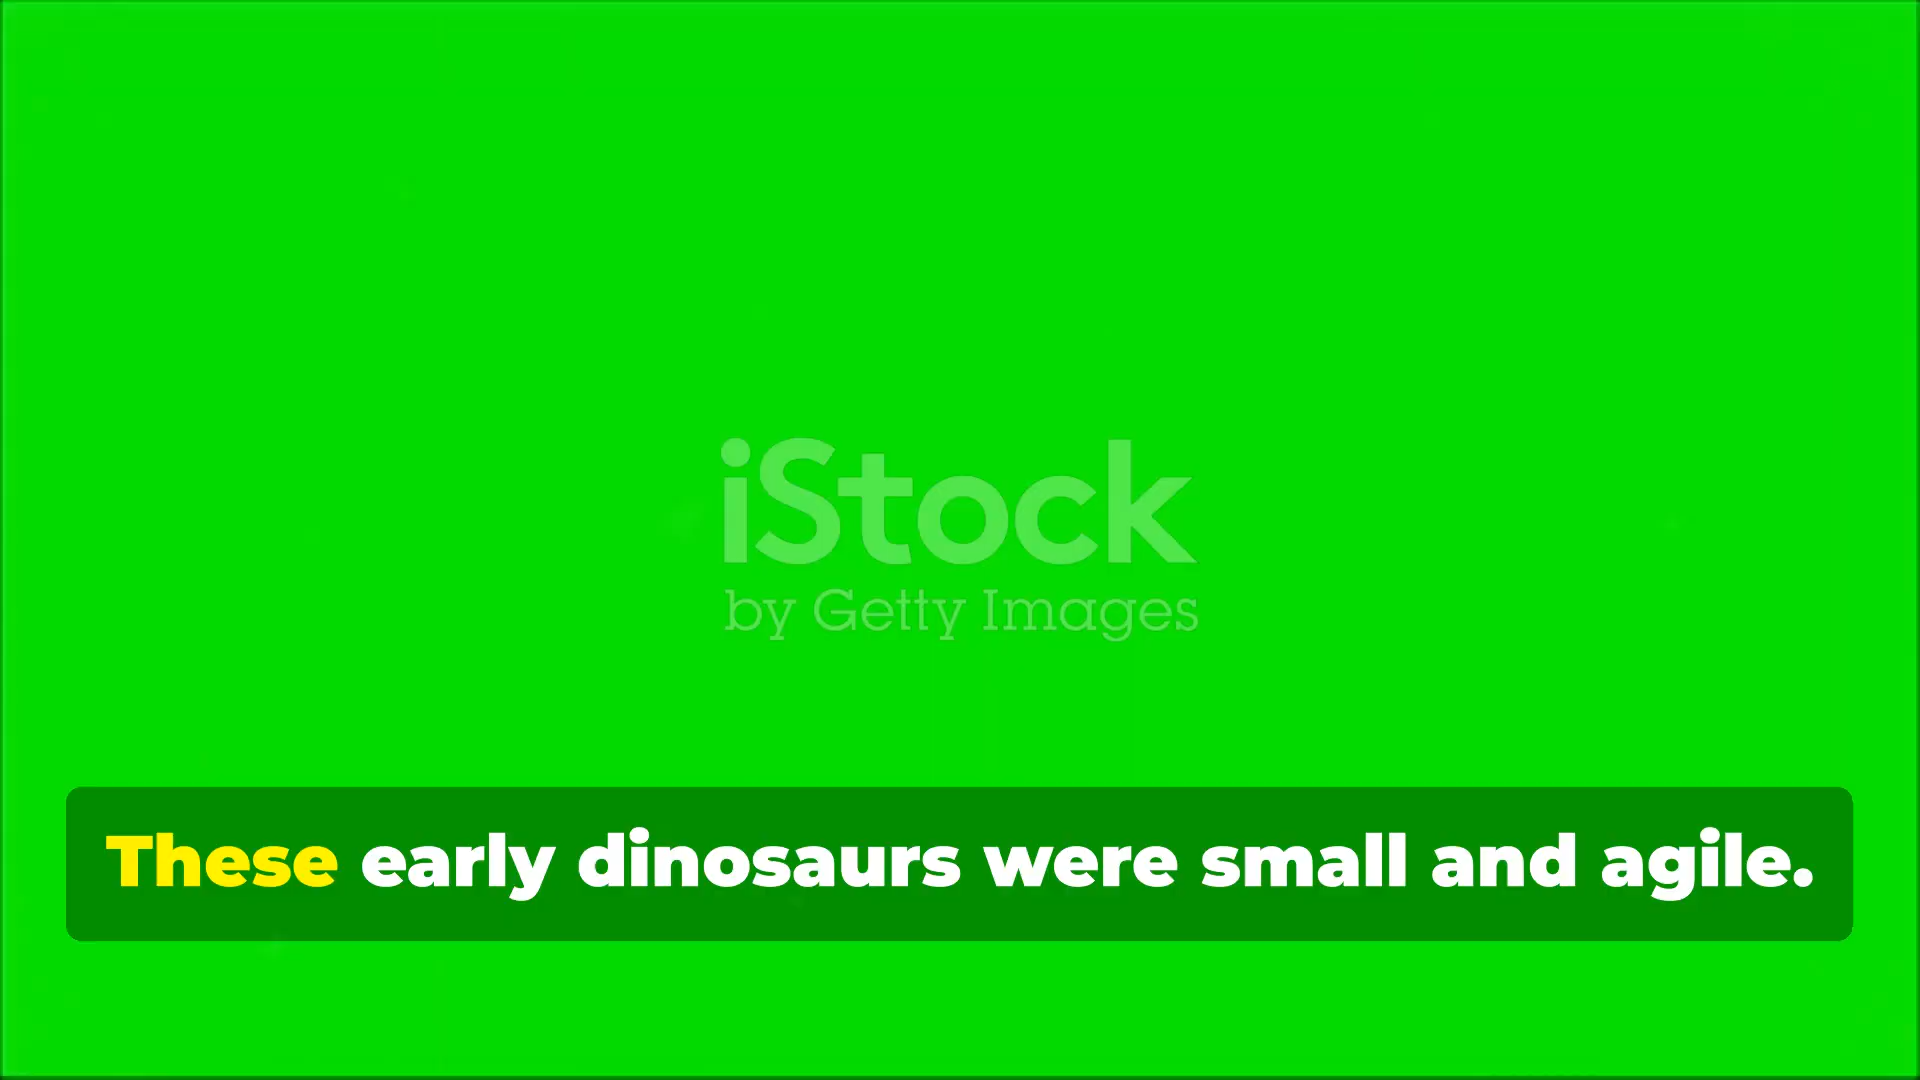 iStock
by Getty Images
These early dinosaurs were small and agile.